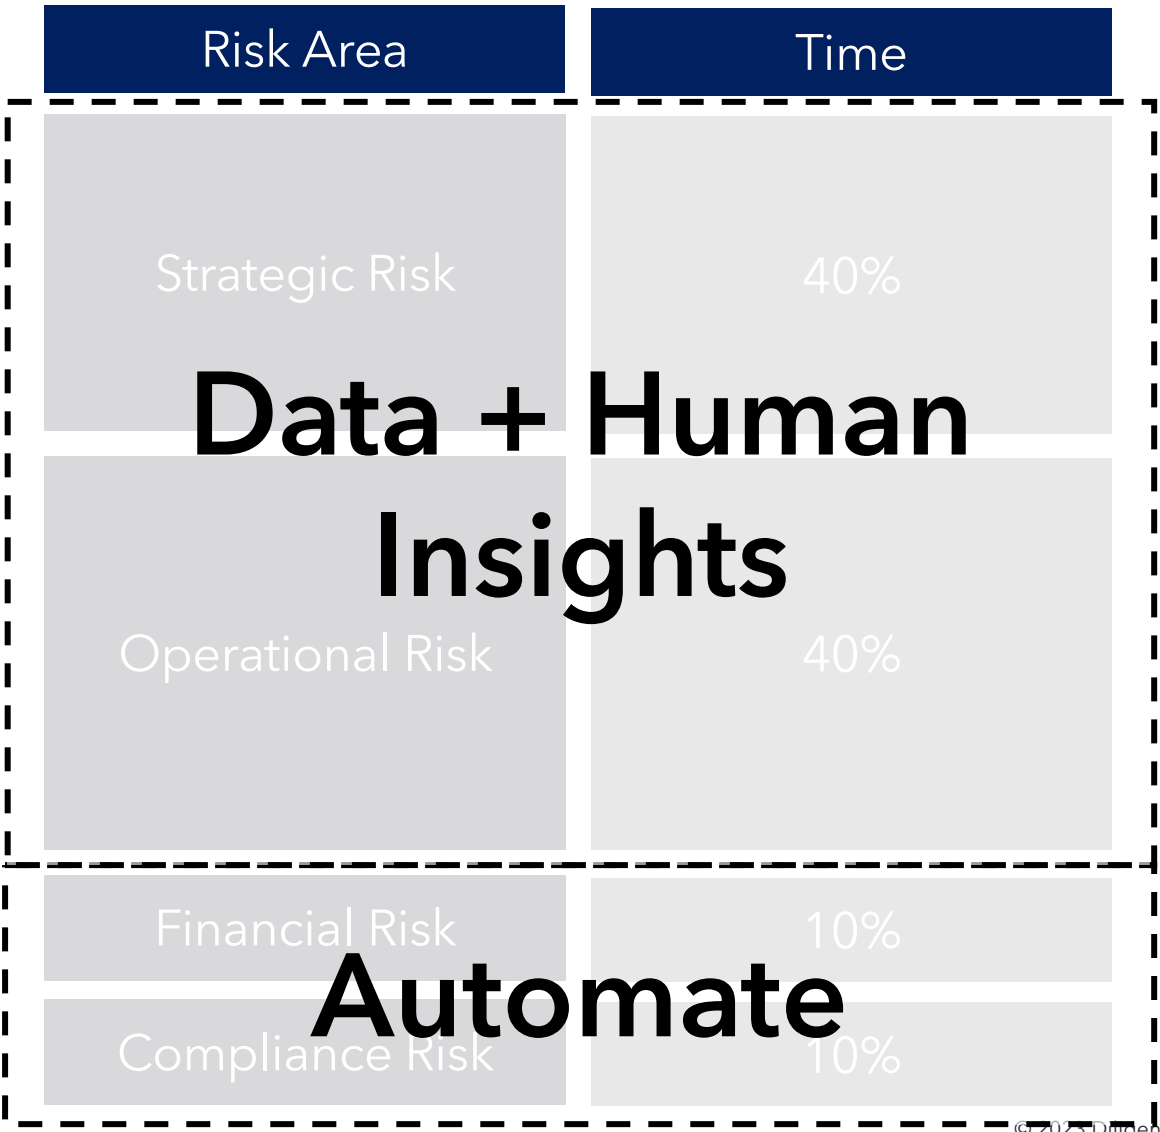 Risk Area
Time
Strategic Risk
40%
Data + Human
Insights
Operational Risk
40%
Financial Risk
10%
Automate
Compliance Risk
10%
© 2023